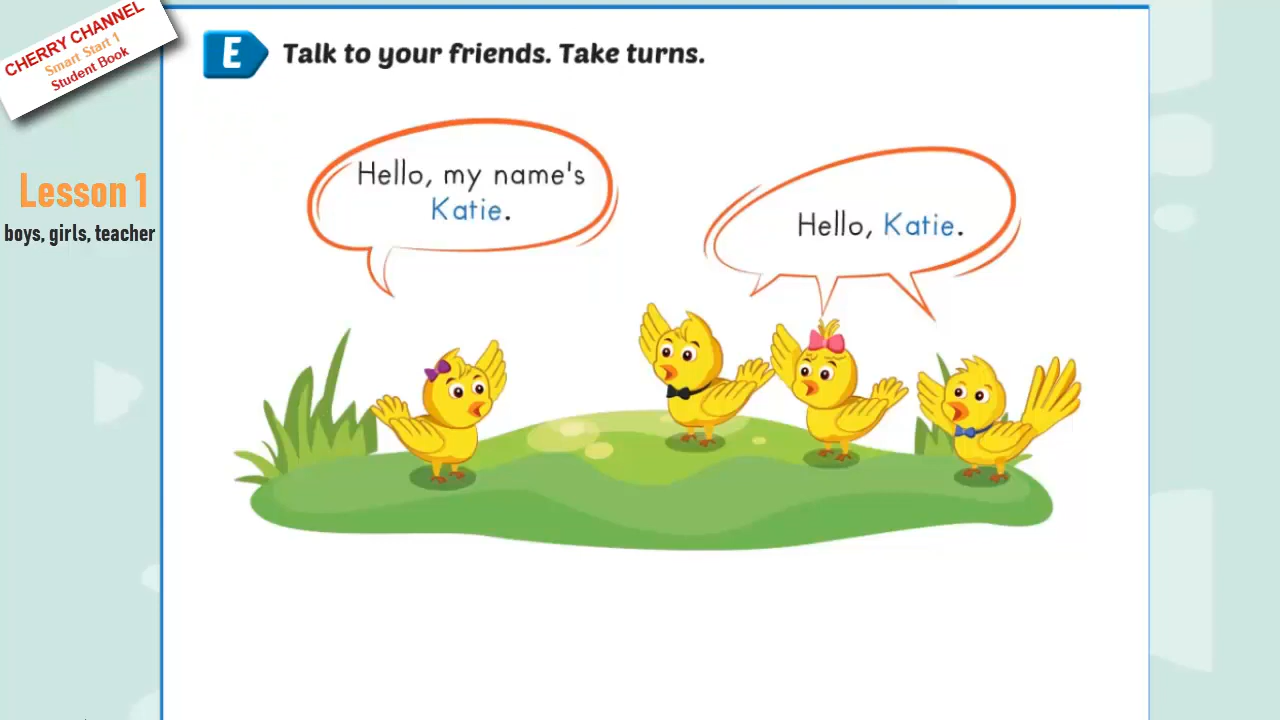 CHERRY CHANNEL
Smart Start 1
Student Book
E Talk to your friends. Take turns.
Lesson 1
boys, girls, teacher
Hello, my name's
Katie.
Hello, Katie.